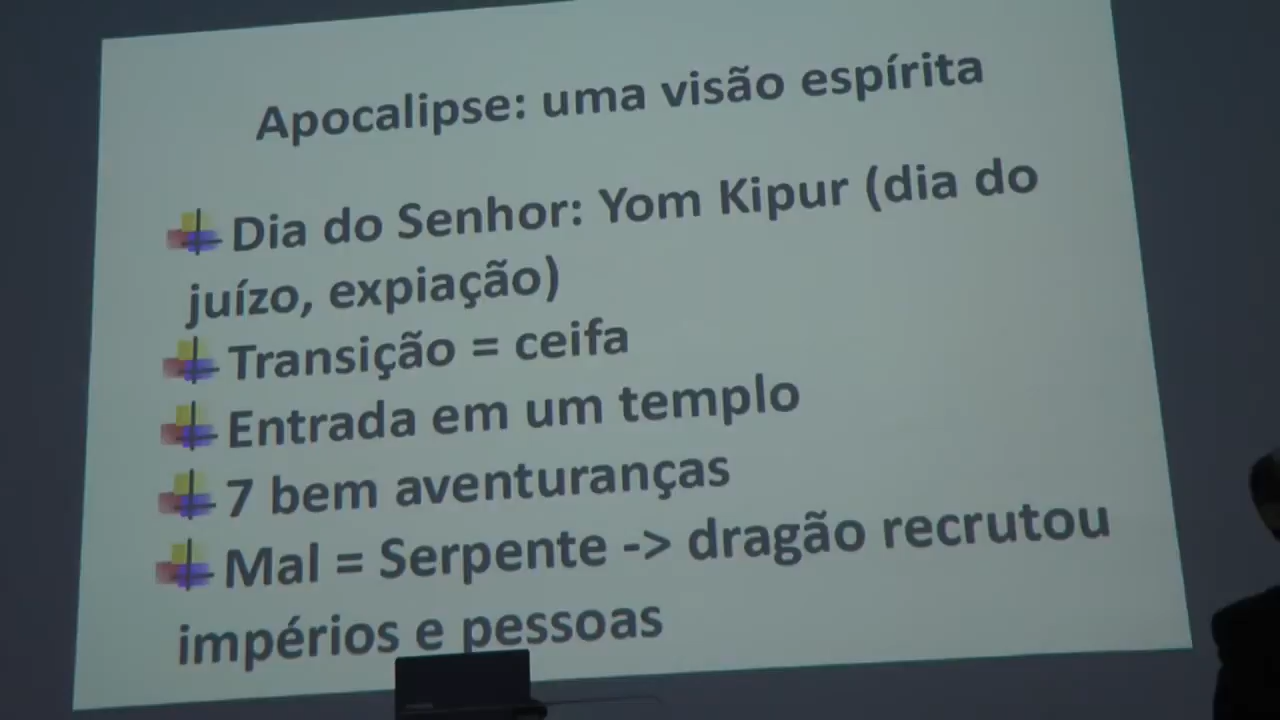 Apocalipse: uma visão espírita
Dia do Senhor: Yom Kipur (dia do
juízo, expiação)
Transição = ceifa
Entrada em um templo
7 bem aventuranças
Mal = Serpente -> dragão recrutou
impérios e pessoas